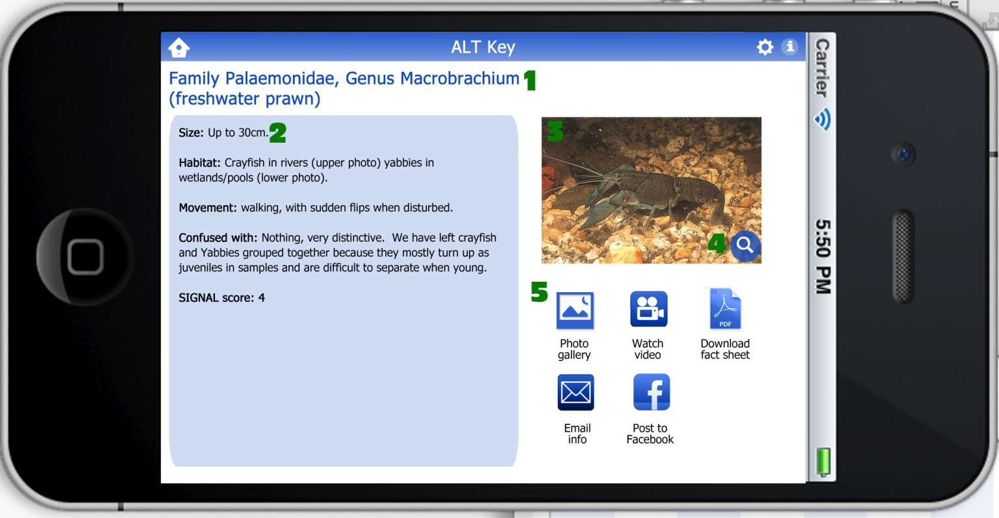 ALT Key
i
Family Palaemonidae, Genus Macrobrachium 1
(freshwater prawn)
Size: Up to 30cm. 2
Habitat: Crayfish in rivers (upper photo) yabbies in
wetlands/pools (lower photo).
Movement: walking, with sudden flips when disturbed.
Confused with: Nothing, very distinctive. We have left crayfish
and Yabbies grouped together because they mostly turn up as
juveniles in samples and are difficult to separate when young.
SIGNAL score: 4
3
4
5
PDF
Photo
gallery
Watch
video
Download
fact sheet
f
Email
info
Post to
Facebook
Carrier
5:50 PM